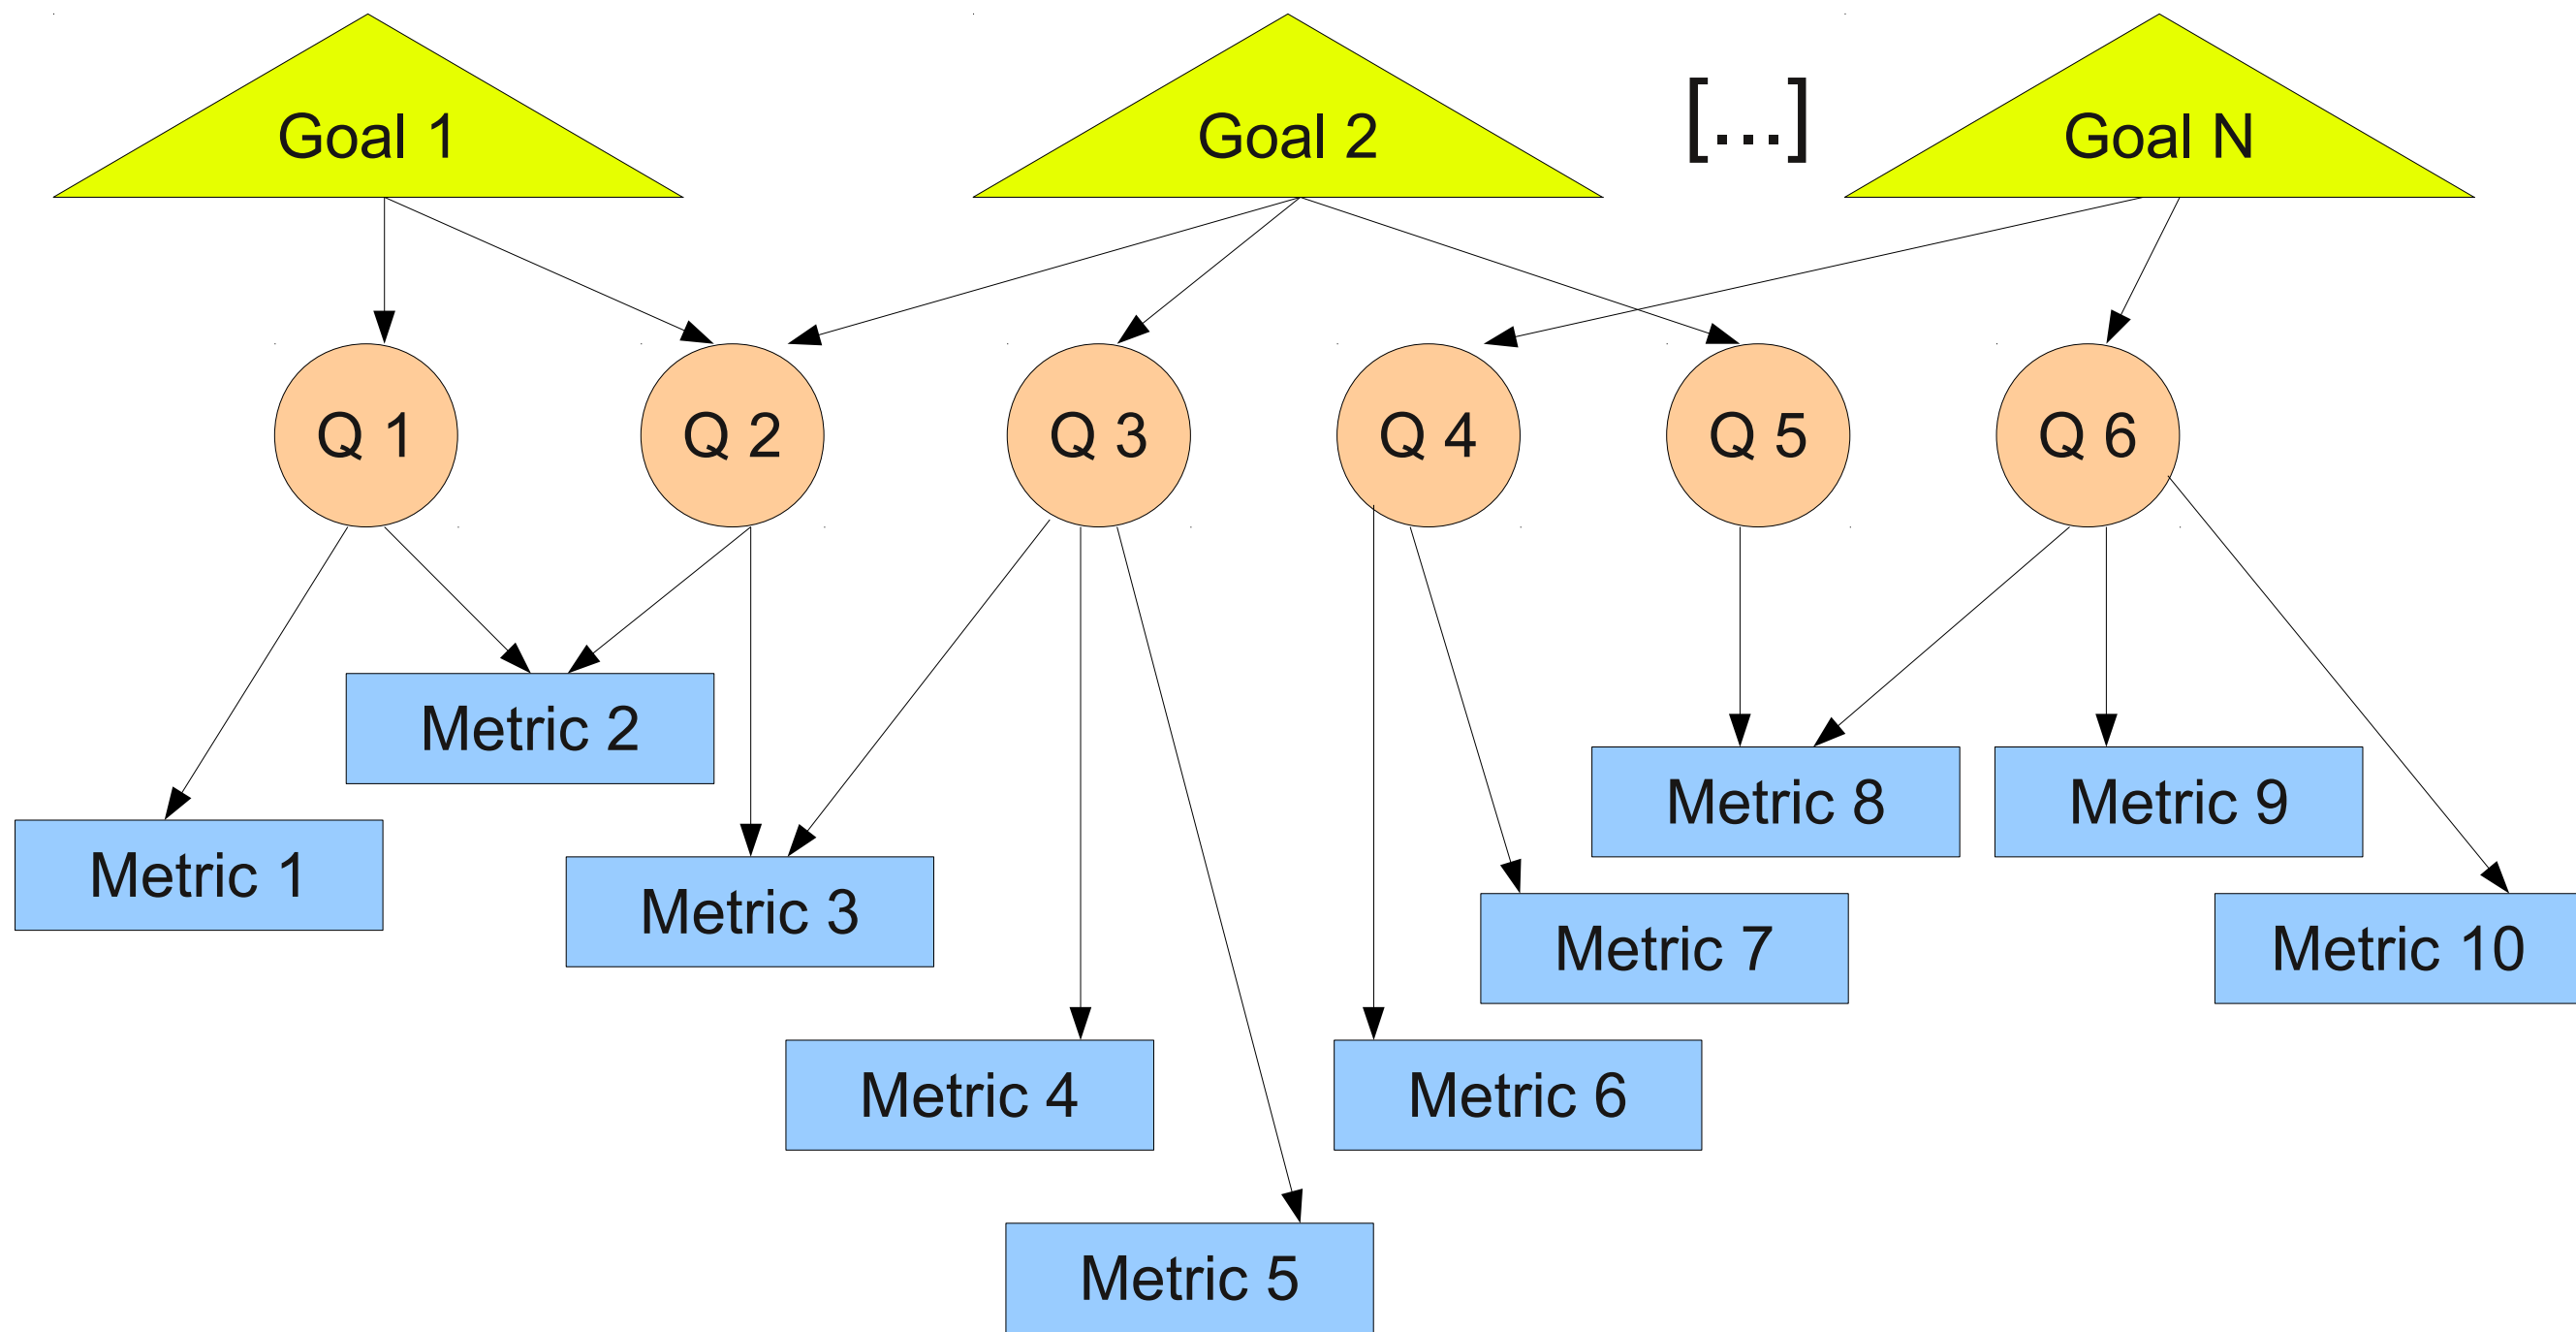 Goal 1
Goal 2
[...]
Goal N
Q 1
Q 2
Q 3
Q 4
Q 5
Q 6
Metric 2
Metric 8
Metric 9
Metric 1
Metric 3
Metric 7
Metric 10
Metric 4
Metric 6
Metric 5